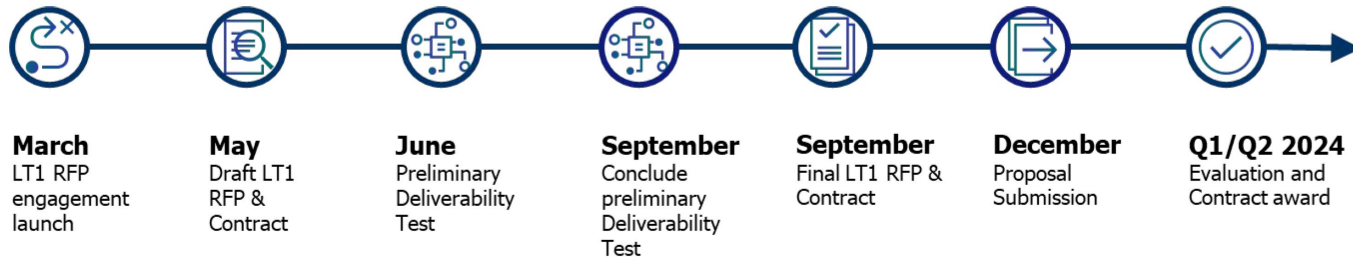 March
LT1 RFP
engagement
launch
May
Draft LT1
RFP &
Contract
June
Preliminary
Deliverability
Test
September
Conclude
preliminary
Deliverability
Test
September
Final LT1 RFP &
Contract
December
Proposal
Submission
Q1/Q2 2024
Evaluation and
Contract award